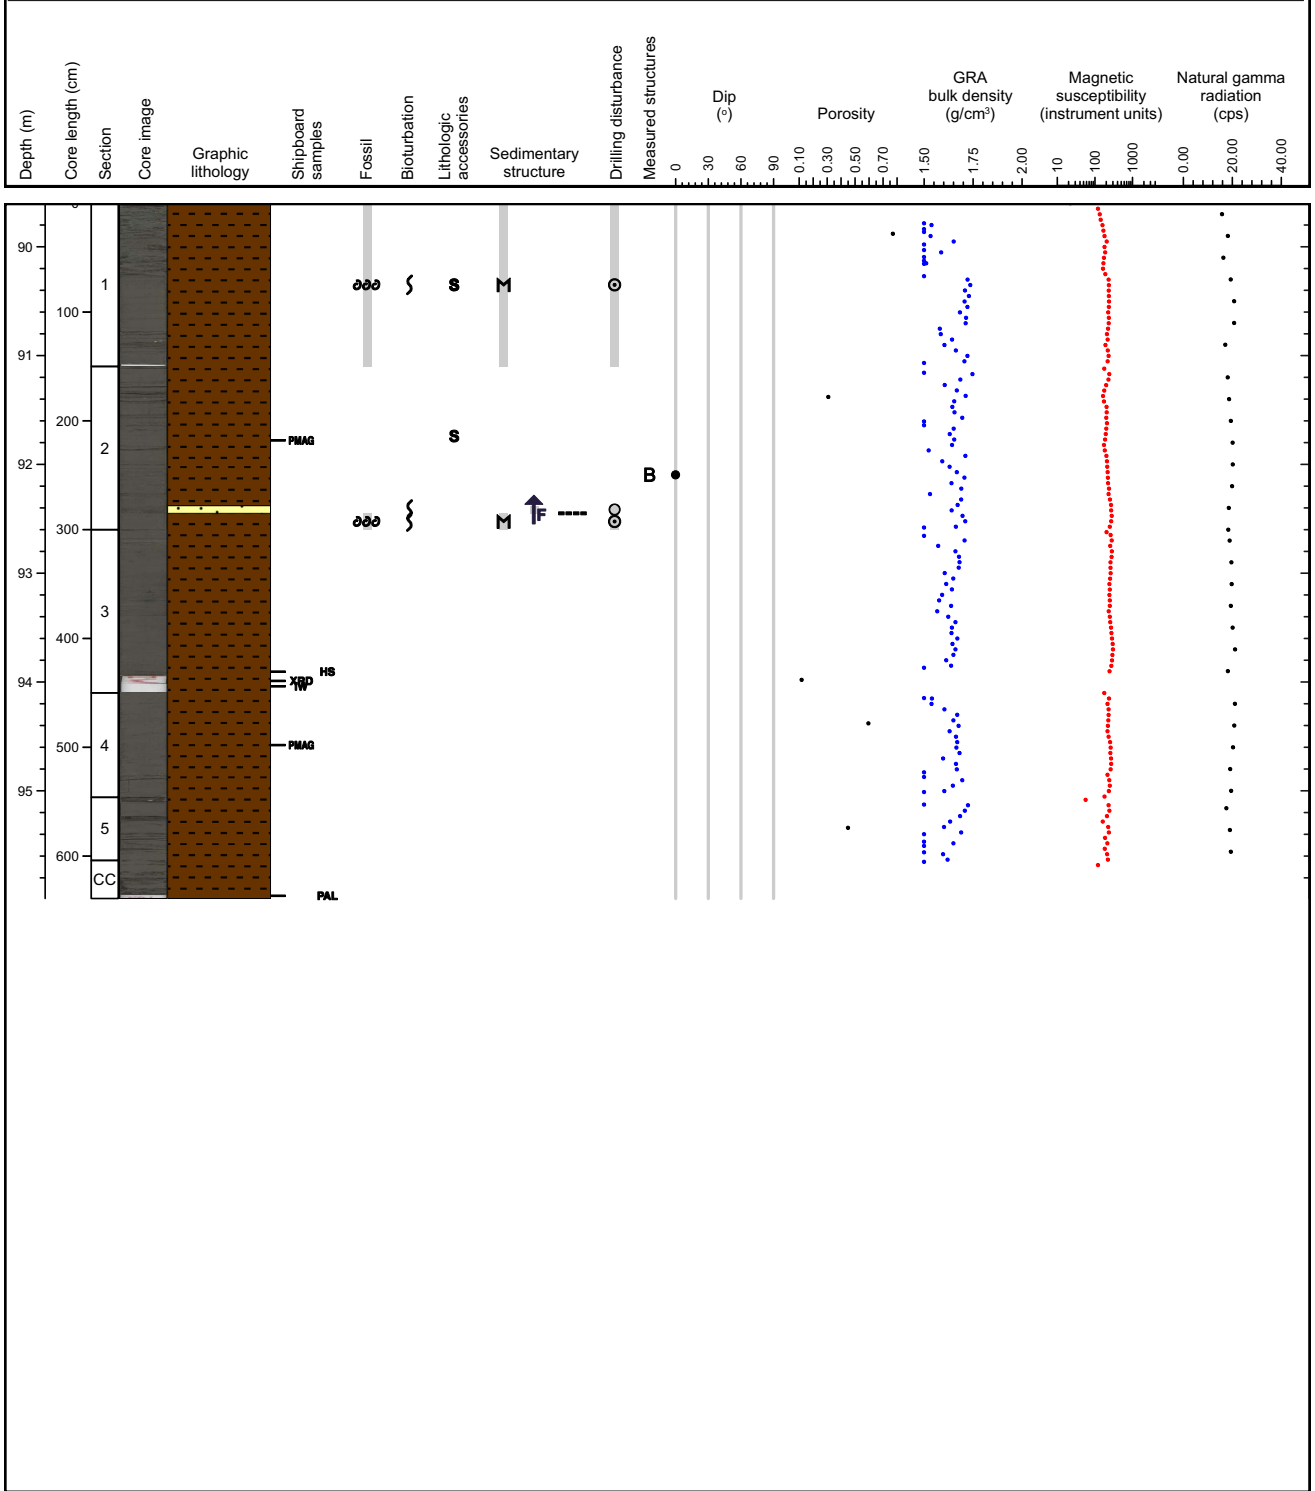 Depth (m)
Core length (cm)
Section
Core image
Graphic
lithology
Shipboard
samples
Fossil
Bioturbation
Lithologic
accessories
Sedimentary
structure
Drilling disturbance
Measured structures
Dip
(º)
0
30
60
90
Porosity
0.10
0.30
0.50
0.70
GRA
bulk density
(g/cm³)
1.50
1.75
2.00
Magnetic
susceptibility
(instrument units)
10
100
1000
Natural gamma
radiation
(cps)
0.00
20.00
40.00
90
1
S
M
100
91
200
2
PMAG
S
92
B
F
M
300
93
3
400
HS
94
XRD
IW
4
PMAG
500
95
5
600
CC
PAL